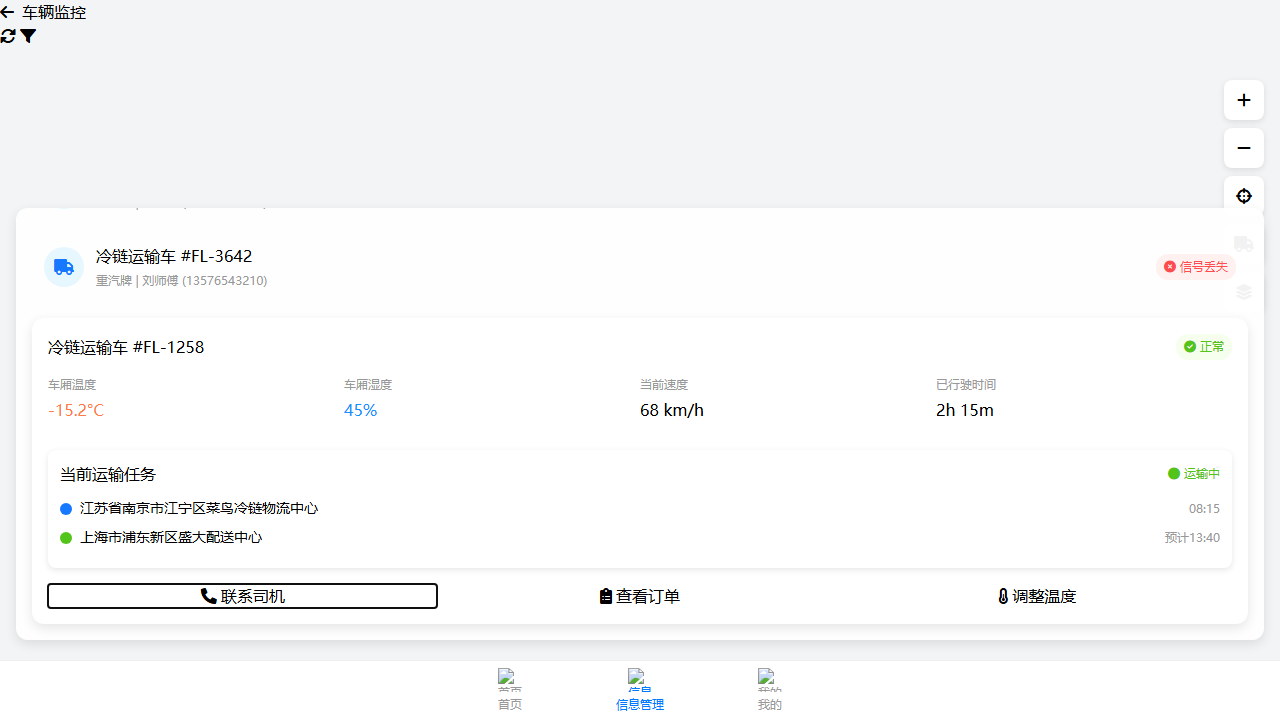 车辆监控
冷链运输车 #FL-3642
重汽牌 | 刘师傅 (13576543210)
信号丢失
冷链运输车 #FL-1258
正常
车厢温度
车厢湿度
当前速度
已行驶时间
-15.2°C
45%
68 km/h
2h 15m
当前运输任务
运输中
江苏省南京市江宁区菜鸟冷链物流中心
08:15
上海市浦东新区盛大配送中心
预计13:40
联系司机
查看订单
调整温度
首页
信息
我的
首页
信息管理
我的